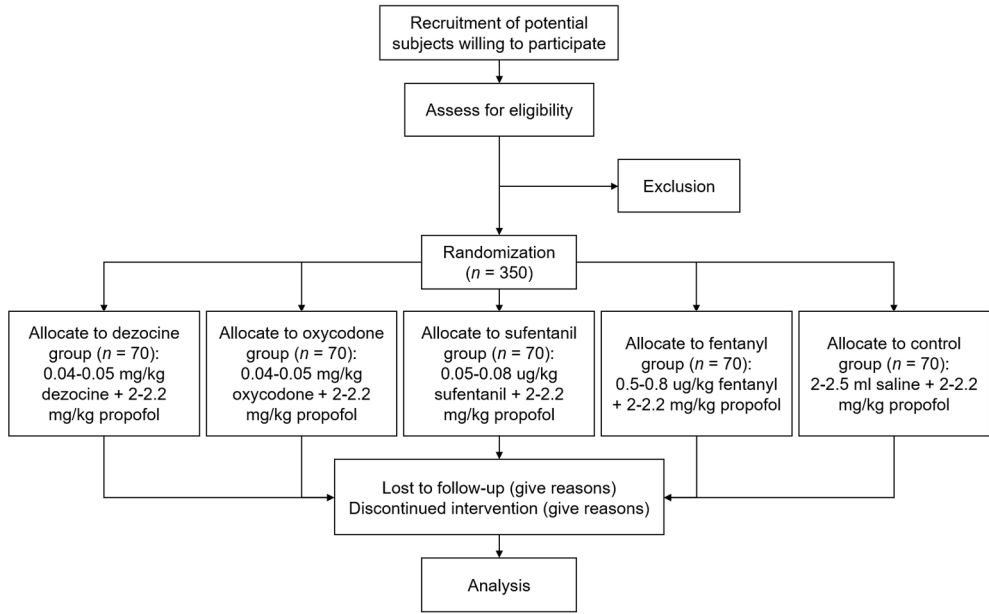 Recruitment of potential
subjects willing to participate
Assess for eligibility
Exclusion
Randomization
(n = 350)
Allocate to dezocine
group (n = 70):
0.04-0.05 mg/kg
dezocine + 2-2.2
mg/kg propofol
Allocate to oxycodone
group (n = 70):
0.04-0.05 mg/kg
oxycodone + 2-2.2
mg/kg propofol
Allocate to sufentanil
group (n = 70):
0.05-0.08 ug/kg
sufentanil + 2-2.2
mg/kg propofol
Allocate to fentanyl
group (n = 70):
0.5-0.8 ug/kg fentanyl
+ 2-2.2 mg/kg propofol
Allocate to control
group (n = 70):
2-2.5 ml saline + 2-2.2
mg/kg propofol
Lost to follow-up (give reasons)
Discontinued intervention (give reasons)
Analysis